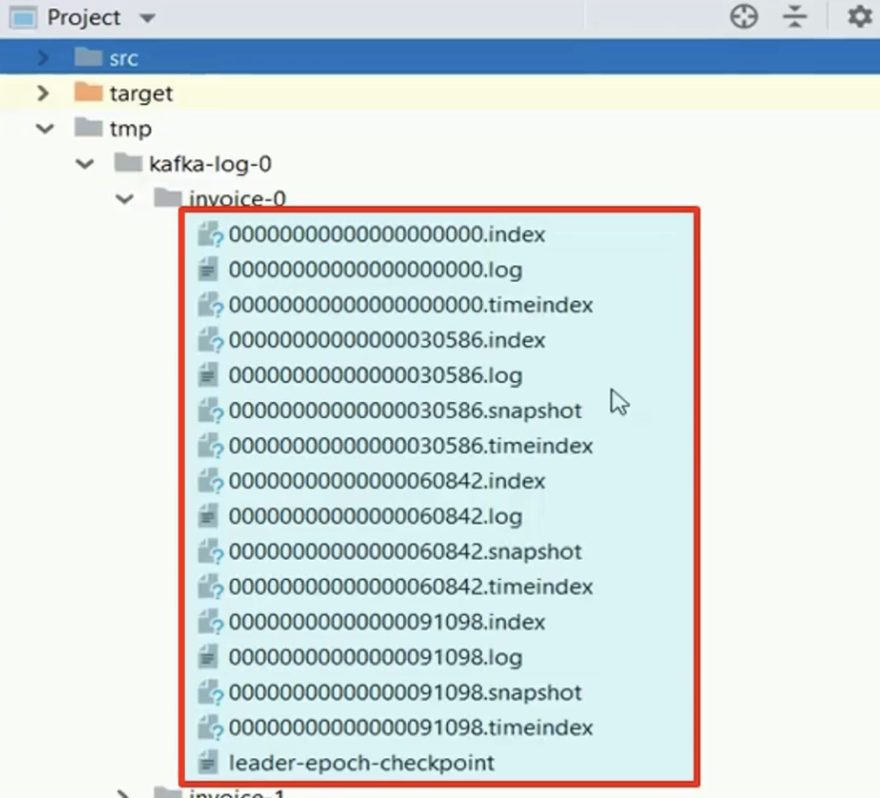 Project
src
target
tmp
kafka-log-0
invoice-0
00000000000000000000.index
00000000000000000000.log
00000000000000000000.timeindex
00000000000000030586.index
00000000000000030586.log
00000000000000030586.snapshot
00000000000000030586.timeindex
00000000000000060842.index
00000000000000060842.log
00000000000000060842.snapshot
00000000000000060842.timeindex
00000000000000091098.index
00000000000000091098.log
00000000000000091098.snapshot
00000000000000091098.timeindex
leader-epoch-checkpoint
invoice-1